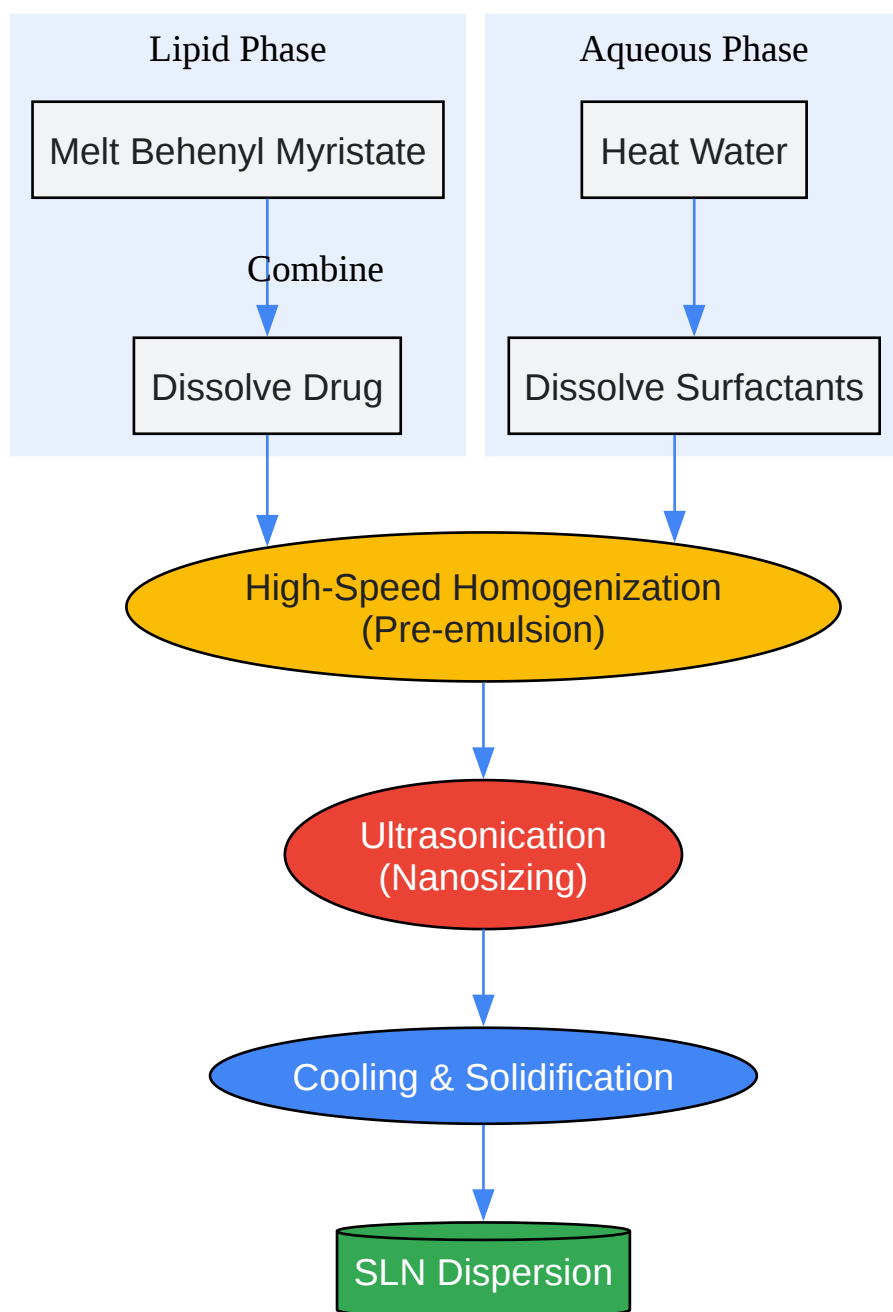 Lipid Phase
Aqueous Phase
Melt Behenyl Myristate
Heat Water
Combine
Dissolve Drug
Dissolve Surfactants
High-Speed Homogenization
(Pre-emulsion)
Ultrasonication
(Nanosizing)
Cooling & Solidification
SLN Dispersion